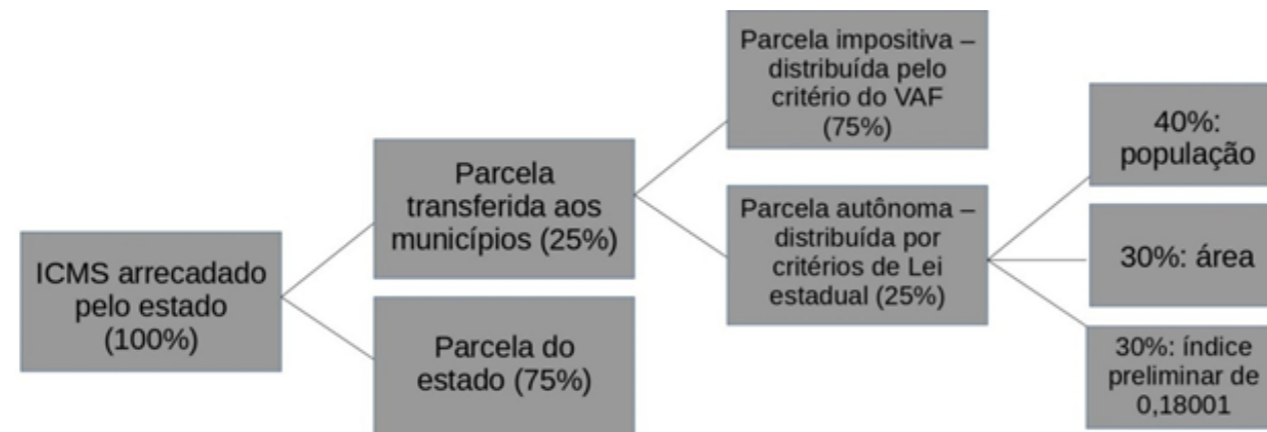 ICMS arrecadado
pelo estado
(100%)
Parcela
transferida aos
municípios (25%)
Parcela do
estado (75%)
Parcela impositiva –
distribuída pelo
critério do VAF
(75%)
Parcela autônoma –
distribuída por
critérios de Lei
estadual (25%)
40%:
população
30%: área
30%: índice
preliminar de
0,18001